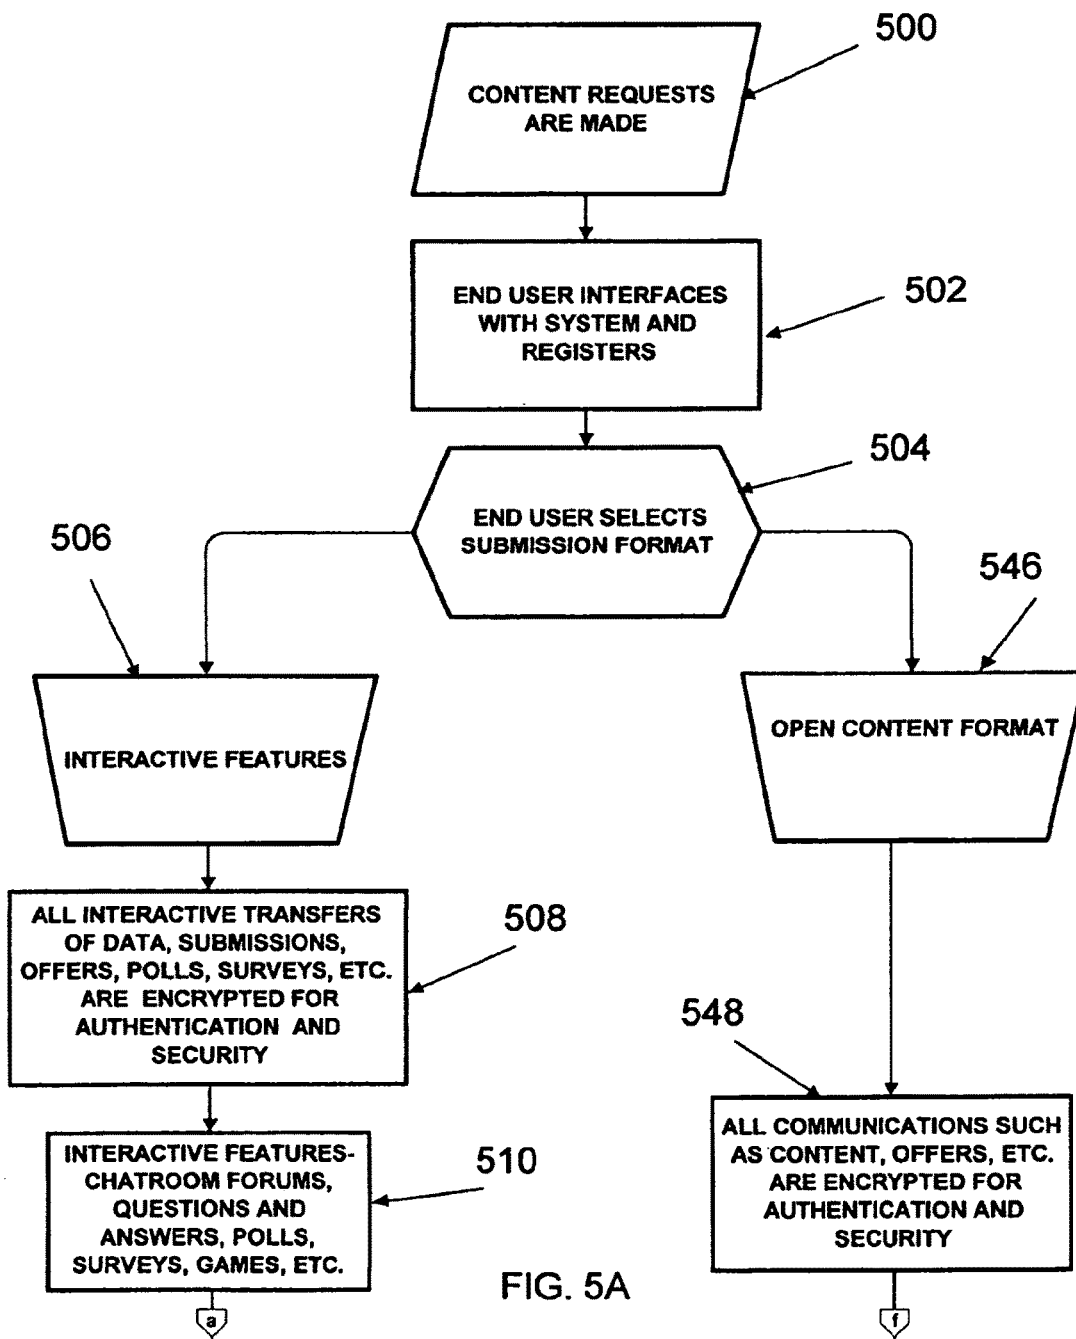 500
CONTENT REQUESTS
ARE MADE
502
END USER INTERFACES
WITH SYSTEM AND
REGISTERS
504
END USER SELECTS
SUBMISSION FORMAT
506
INTERACTIVE FEATURES
546
OPEN CONTENT FORMAT
508
ALL INTERACTIVE TRANSFERS
OF DATA, SUBMISSIONS,
OFFERS, POLLS, SURVEYS, ETC.
ARE ENCRYPTED FOR
AUTHENTICATION AND
SECURITY
510
INTERACTIVE FEATURES-
CHATROOM FORUMS,
QUESTIONS AND
ANSWERS, POLLS,
SURVEYS, GAMES, ETC.
a
548
ALL COMMUNICATIONS SUCH
AS CONTENT, OFFERS, ETC.
ARE ENCRYPTED FOR
AUTHENTICATION AND
SECURITY
f
FIG. 5A